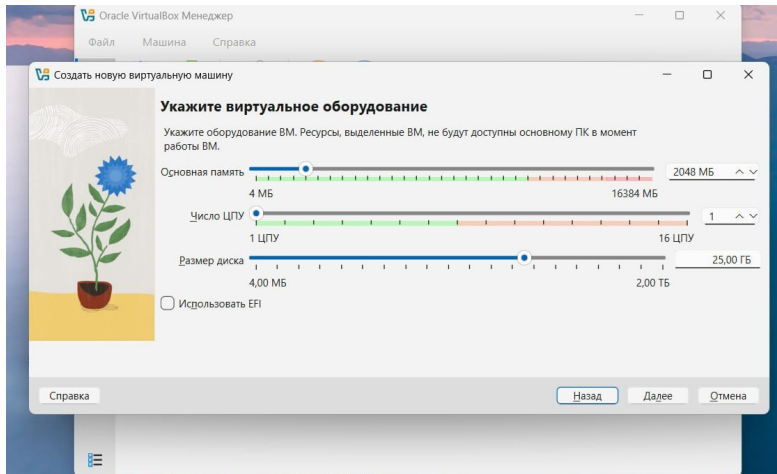 Oracle VirtualBox Менеджер
Файл Машина Справка
Создать новую виртуальную машину
Укажите виртуальное оборудование
Укажите оборудование ВМ. Ресурсы, выделенные ВМ, не будут доступны основному ПК в момент
работы ВМ.
Основная память 2048 МБ
4 МБ 16384 МБ
Число ЦПУ 1
1 ЦПУ 16 ЦПУ
Размер диска 25,00 ГБ
4,00 МБ 2,00 ТБ
Использовать EFI
Справка Назад Далее Отмена